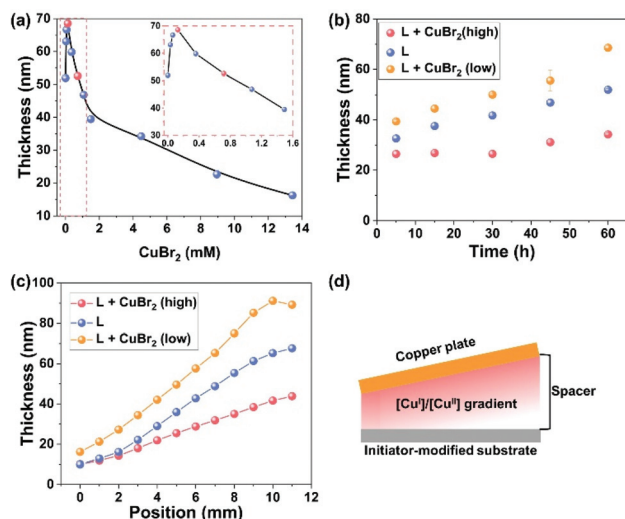 (a)
70
60
50
40
30
20
10
Thickness (nm)
0 2 4 6 8 10 12 14
CuBr₂ (mM)
70
60
50
40
30
0.0 0.4 0.8 1.2 1.6
(b)
L + CuBr₂(high)
L
L + CuBr₂ (low)
80
60
40
20
0
Thickness (nm)
0 10 20 30 40 50 60
Time (h)
(c)
L + CuBr₂ (high)
L
L + CuBr₂ (low)
100
80
60
40
20
0
Thickness (nm)
0 2 4 6 8 10 12
Position (mm)
(d)
Copper plate
[Cuᴵ]/[Cuᴵᴵ] gradient
Spacer
Initiator-modified substrate